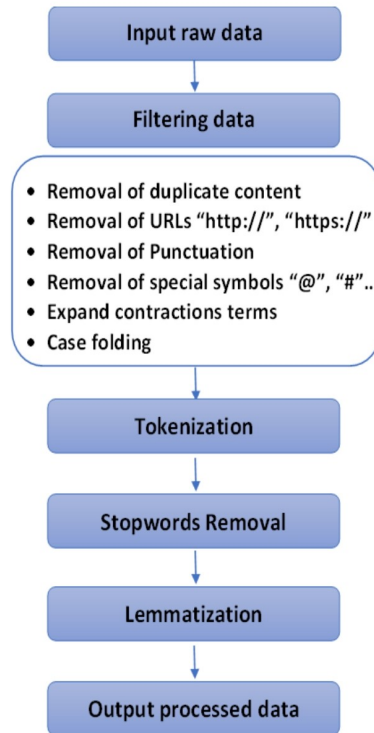 Input raw data
Filtering data
• Removal of duplicate content
• Removal of URLs “http://”, “https://”
• Removal of Punctuation
• Removal of special symbols “@”, “#”..
• Expand contractions terms
• Case folding
Tokenization
Stopwords Removal
Lemmatization
Output processed data